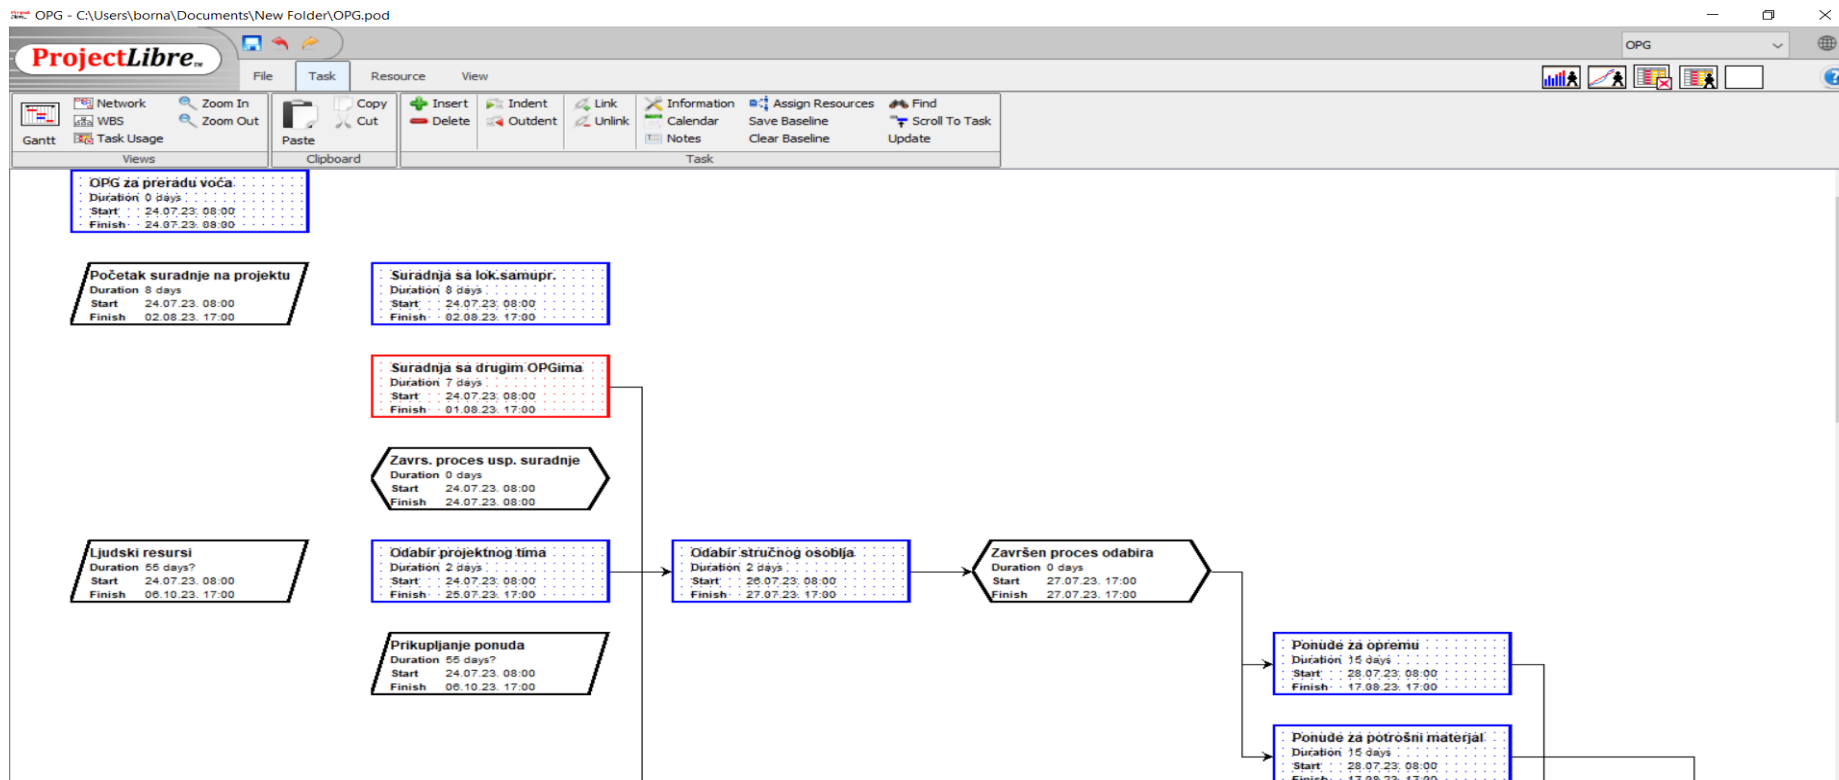 OPG - C:\Users\borna\Documents\New Folder\OPG.pod
ProjectLibre
OPG
File Task Resource View
Gantt
Network
WBS
Task Usage
Zoom In
Zoom Out
Views
Paste
Copy
Cut
Clipboard
Insert
Delete
Indent
Outdent
Link
Unlink
Information
Calendar
Notes
Assign Resources
Save Baseline
Clear Baseline
Find
Scroll To Task
Update
Task
OPG za preradu voća
Duration 0 days
Start 24.07.23. 08:00
Finish 24.07.23. 08:00
Početak suradnje na projektu
Duration 8 days
Start 24.07.23. 08:00
Finish 02.08.23. 17:00
Suradnja sa lok.samupr.
Duration 8 days
Start 24.07.23. 08:00
Finish 02.08.23. 17:00
Suradnja sa drugim OPGima
Duration 7 days
Start 24.07.23. 08:00
Finish 01.08.23. 17:00
Zavrs. proces usp. suradnje
Duration 0 days
Start 24.07.23. 08:00
Finish 24.07.23. 08:00
Ljudski resursi
Duration 55 days?
Start 24.07.23. 08:00
Finish 06.10.23. 17:00
Odabir projektnog tima
Duration 2 days
Start 24.07.23. 08:00
Finish 25.07.23. 17:00
Odabir stručnog osoblja
Duration 2 days
Start 26.07.23. 08:00
Finish 27.07.23. 17:00
Završen proces odabira
Duration 0 days
Start 27.07.23. 17:00
Finish 27.07.23. 17:00
Prikupljanje ponuda
Duration 55 days?
Start 24.07.23. 08:00
Finish 06.10.23. 17:00
Ponude za opremu
Duration 15 days
Start 28.07.23. 08:00
Finish 17.08.23. 17:00
Ponude za potrošni materjal
Duration 15 days
Start 28.07.23. 08:00
Finish 17.08.23. 17:00